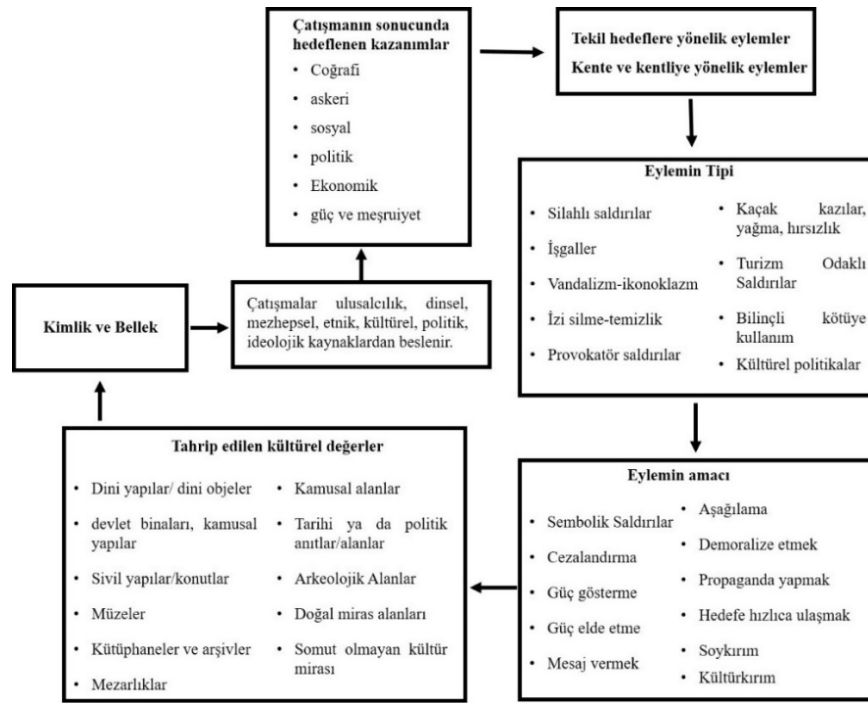 Çatışmanın sonucunda
hedeflenen kazanımlar
• Coğrafi
• askeri
• sosyal
• politik
• Ekonomik
• güç ve meşruiyet
Tekil hedeflere yönelik eylemler
Kente ve kentliye yönelik eylemler
Eylemin Tipi
• Silahlı saldırılar
• İşgaller
• Vandalizm-ikonoklazm
• İzi silme-temizlik
• Provokatör saldırılar
• Kaçak kazılar,
yağma, hırsızlık
• Turizm Odaklı
Saldırılar
• Bilinçli kötüye
kullanım
• Kültürel politikalar
Kimlik ve Bellek
Çatışmalar ulusalcılık, dinsel,
mezhepsel, etnik, kültürel, politik,
ideolojik kaynaklardan beslenir.
Tahrip edilen kültürel değerler
• Dini yapılar/ dini objeler
• devlet binaları, kamusal
yapılar
• Sivil yapılar/konutlar
• Müzeler
• Kütüphaneler ve arşivler
• Mezarlıklar
• Kamusal alanlar
• Tarihi ya da politik
anıtlar/alanlar
• Arkeolojik Alanlar
• Doğal miras alanları
• Somut olmayan kültür
mirası
Eylemin amacı
• Sembolik Saldırılar
• Cezalandırma
• Güç gösterme
• Güç elde etme
• Mesaj vermek
• Aşağılama
• Demoralize etmek
• Propaganda yapmak
• Hedefe hızlıca ulaşmak
• Soykırım
• Kültürkırım